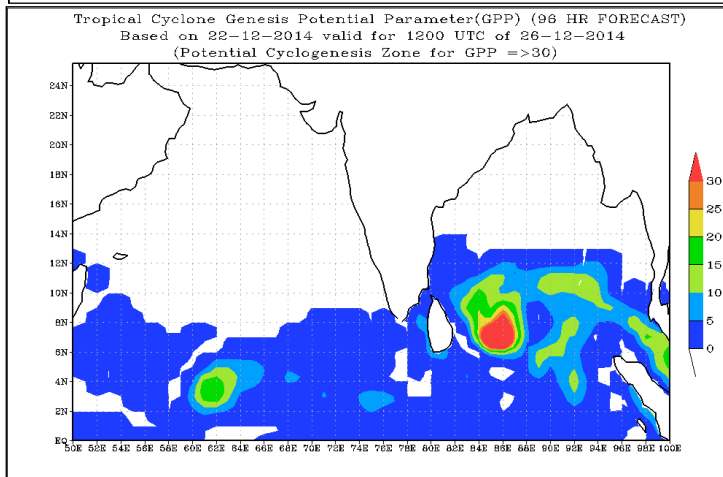 Tropical Cyclone Genesis Potential Parameter(GPP) (96 HR FORECAST)
Based on 22-12-2014 valid for 1200 UTC of 26-12-2014
(Potential Cyclogenesis Zone for GPP =>30)
24N
22N
20N
18N
16N
14N
12N
10N
8N
6N
4N
2N
EQ
50E 52E 54E 56E 58E 60E 62E 64E 66E 68E 70E 72E 74E 76E 78E 80E 82E 84E 86E 88E 90E 92E 94E 96E 98E 100E
30
25
20
15
10
5
0